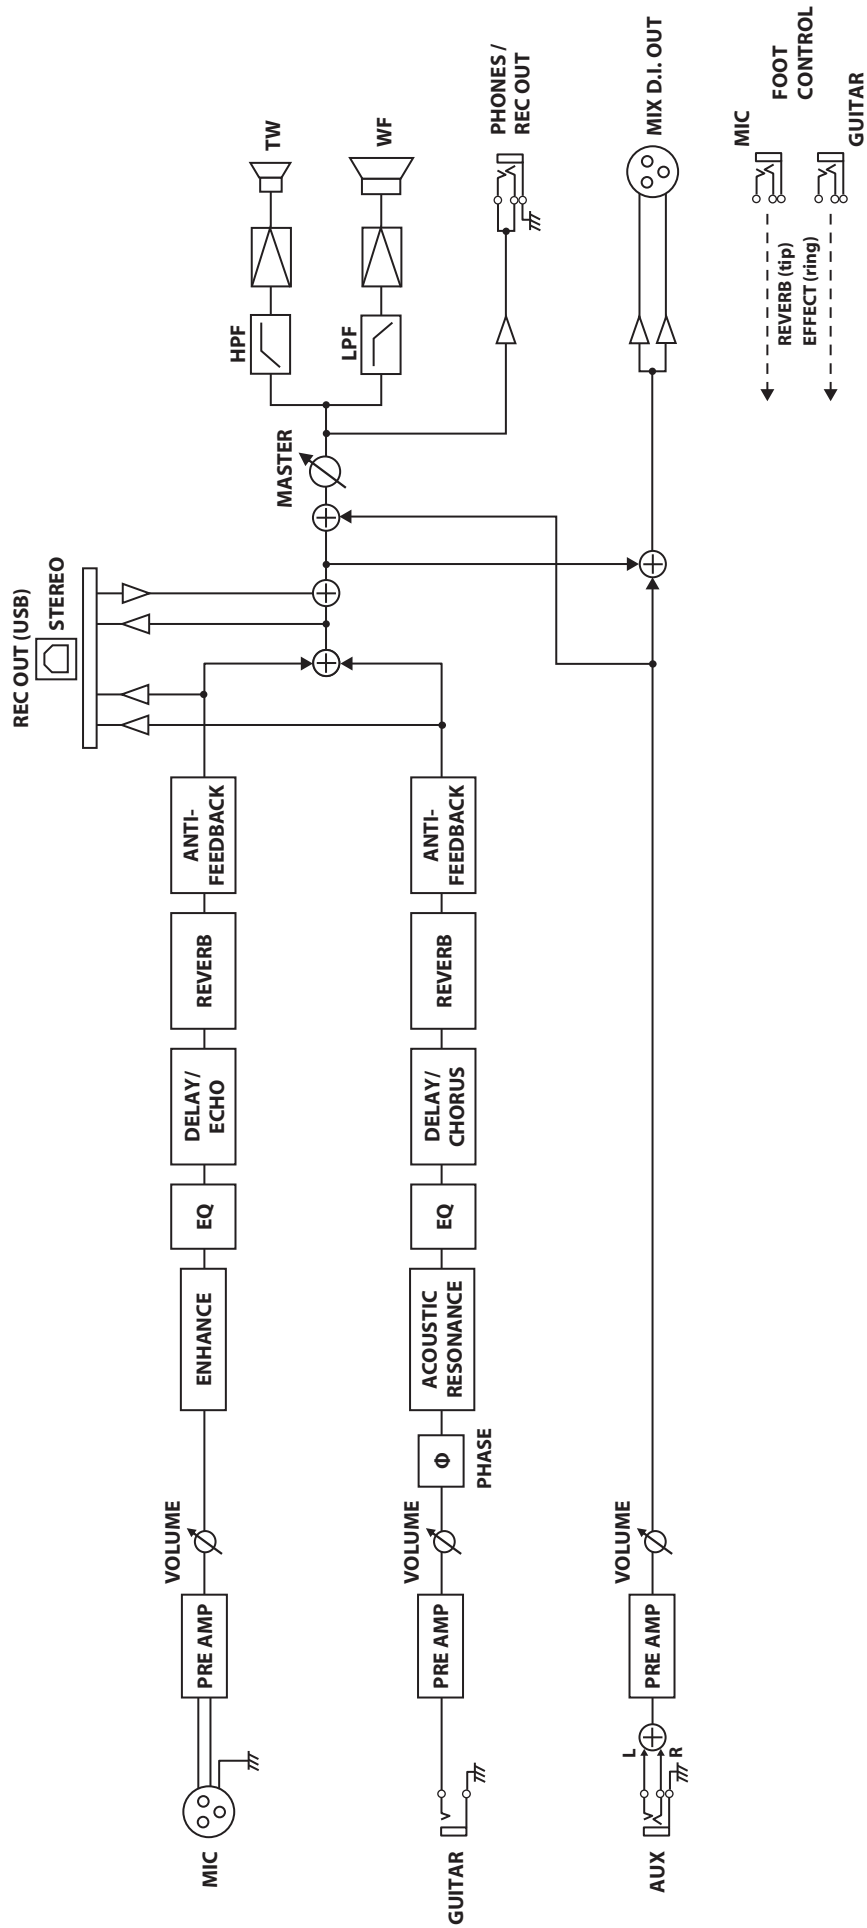 MIC
PRE AMP
VOLUME
ENHANCE
EQ
DELAY/
ECHO
REVERB
ANTI-
FEEDBACK
REC OUT (USB)
STEREO
MASTER
HPF
TW
LPF
WF
GUITAR
PRE AMP
VOLUME
Φ
PHASE
ACOUSTIC
RESONANCE
EQ
DELAY/
CHORUS
REVERB
ANTI-
FEEDBACK
PHONES /
REC OUT
AUX
L
R
PRE AMP
VOLUME
MIX D.I. OUT
REVERB (tip)
EFFECT (ring)
MIC
FOOT
CONTROL
GUITAR